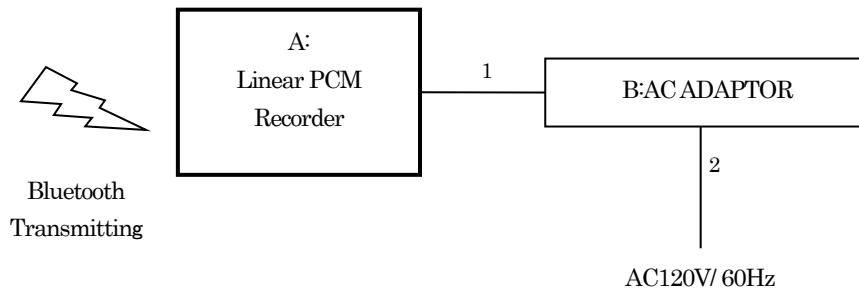 A:
Linear PCM
Recorder
1
B:AC ADAPTOR
2
Bluetooth
Transmitting
AC120V/ 60Hz